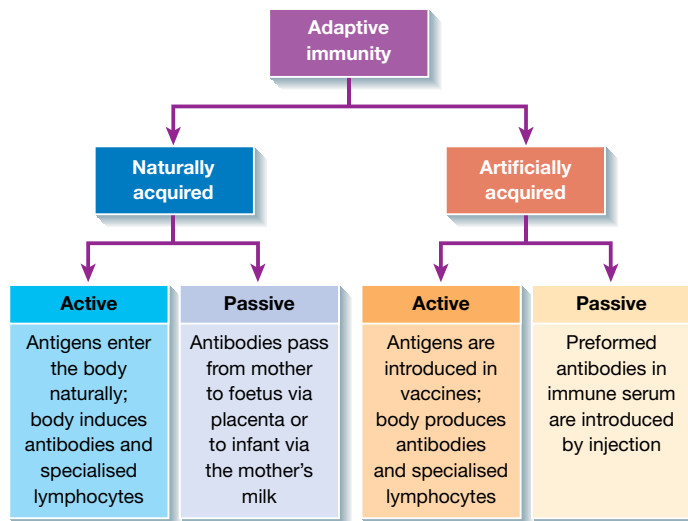 Adaptive
immunity
Naturally
acquired
Artificially
acquired
Active
Antigens enter
the body
naturally;
body induces
antibodies and
specialised
lymphocytes
Passive
Antibodies pass
from mother
to foetus via
placenta or
to infant via
the mother's
milk
Active
Antigens are
introduced in
vaccines;
body produces
antibodies
and specialised
lymphocytes
Passive
Preformed
antibodies in
immune serum
are introduced
by injection